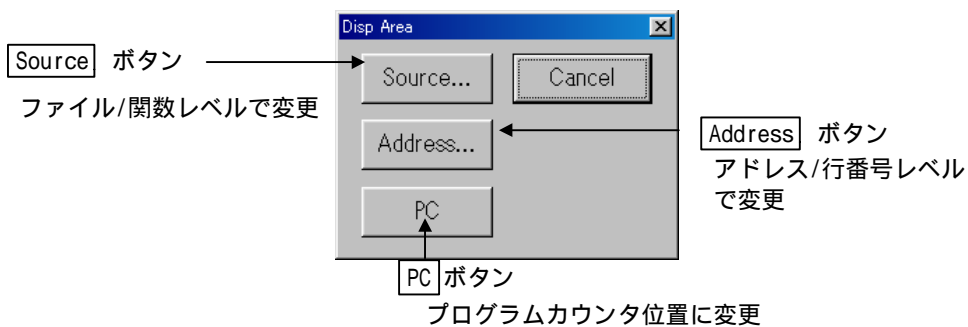 Disp Area
Source ボタン
ファイル/関数レベルで変更
Source...
Cancel
Address...
PC
Address ボタン
アドレス/行番号レベル
で変更
PC ボタン
プログラムカウンタ位置に変更